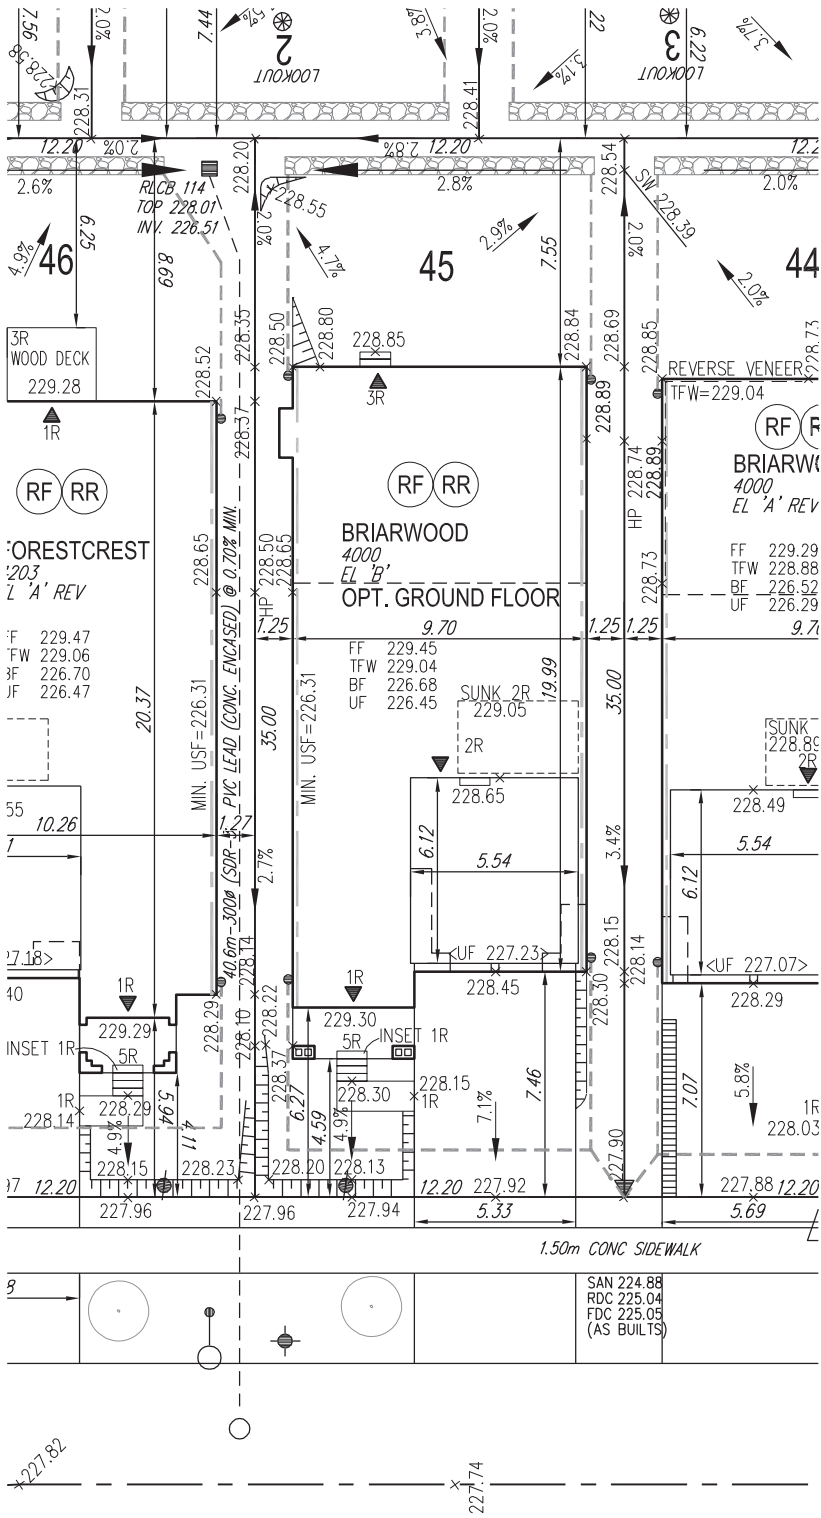 7.56
2.0%
7.44
2
LOOKOUT
3.8%
2.0%
22
3
LOOKOUT
6.22
3.7%
3.1%
228.58
228.31
228.41
12.20
2.0%
228.20
2.8%
12.20
228.54
2.6%
RLCB 114
TOP 228.01
INV. 226.51
228.55
2.0%
2.8%
SW 228.39
2.0%
2.0%
4.9%
46
6.25
8.69
4.7%
45
2.9%
7.55
44
2.0%
3R
WOOD DECK
229.28
228.52
228.35
228.50
228.80
228.85
228.84
228.69
228.85
228.73
REVERSE VENEER
TFW=229.04
1R
228.37
3R
228.89
RF
RR
RF
RR
RF
228.74
228.89
HP
BRIARWOOD
4000
EL 'B'
OPT. GROUND FLOOR
FORESTCREST
EL 'A' REV
4000
EL 'A' REV
228.65
HP 228.50
228.65
228.73
FF 229.29
TFW 228.88
BF 226.52
UF 226.29
1.25
9.70
1.25
1.25
FF 229.47
TFW 229.06
BF 226.70
UF 226.47
FF 229.45
TFW 229.04
BF 226.68
UF 226.45
20.37
MIN. USF=226.31
PVC LEAD (CONC. ENCASED) @ 0.70% MIN.
35.00
MIN. USF=226.31
19.99
35.00
SUNK 2R
229.05
2R
SUNK
228.89
2R
228.65
228.49
10.26
1.27
2.7%
6.12
5.54
3.4%
6.12
5.54
<UF 227.23>
<UF 227.07>
228.14
228.15
228.14
1R
229.29
228.29
228.10
228.22
1R
229.30
228.45
228.30
228.29
INSET 1R
5R
5R
INSET 1R
228.37
228.30
228.15
1R
1R
228.14
228.29
5.94
4.11
6.27
4.59
7.1%
7.46
7.07
5.8%
1R
228.03
4.9%
4.9%
228.15
228.23
228.20
228.13
227.90
12.20
227.96
227.96
227.94
12.20
227.92
227.88
12.20
5.33
5.69
1.50m CONC SIDEWALK
SAN 224.88
RDC 225.04
FDC 225.05
(AS BUILTS)
227.82
227.74